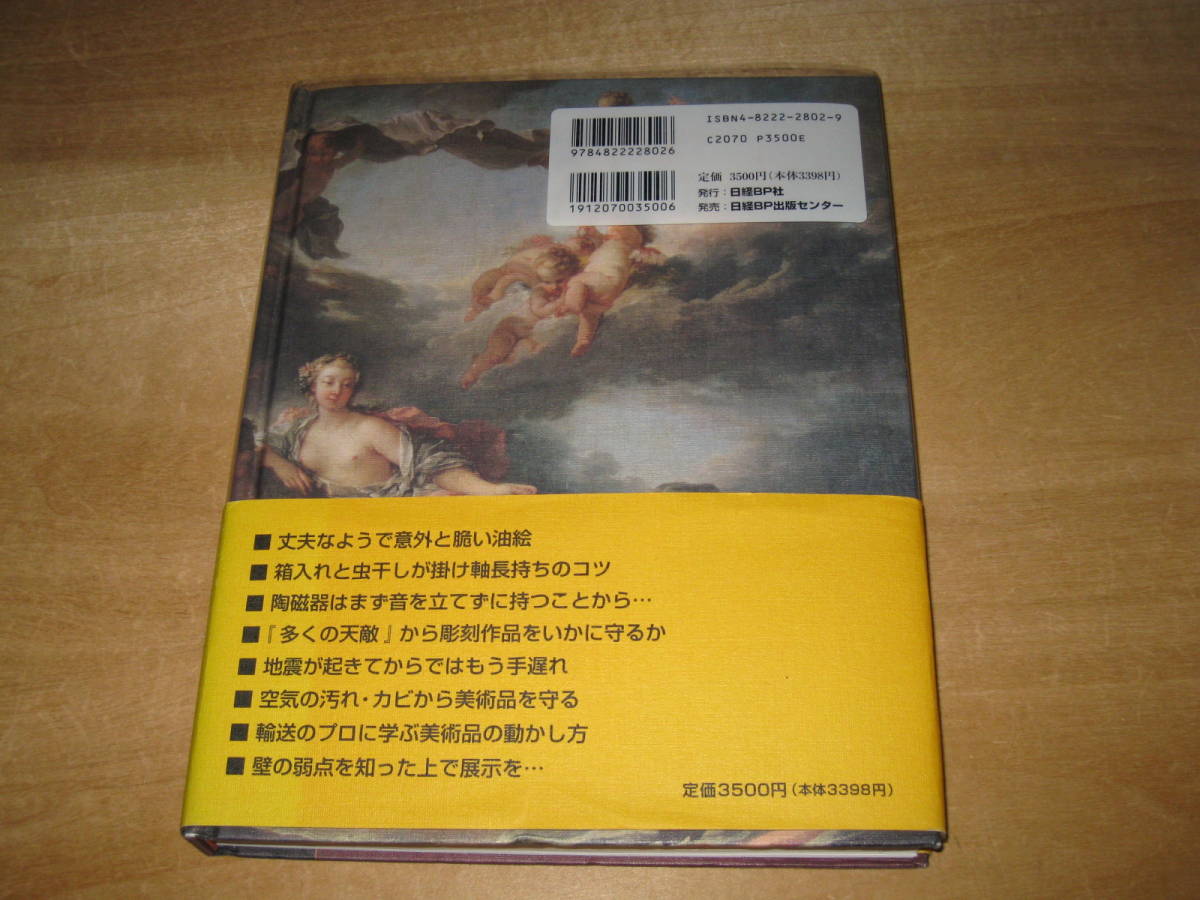 ISBN4-8222-2802-9
9784822228026
C2070 P3500E
定価 3500円(本体3398円)
発行:日経BP社
1912070035006
発売:日経BP出版センター
■丈夫なようで意外と脆い油絵
■箱入れと虫干しが掛け軸長持ちのコツ
■陶磁器はまず音を立てずに持つことから…
■『多くの天敵』から彫刻作品をいかに守るか
■地震が起きてからではもう手遅れ
■空気の汚れ・カビから美術品を守る
■輸送のプロに学ぶ美術品の動かし方
■壁の弱点を知った上で展示を…
定価3500円(本体3398円)